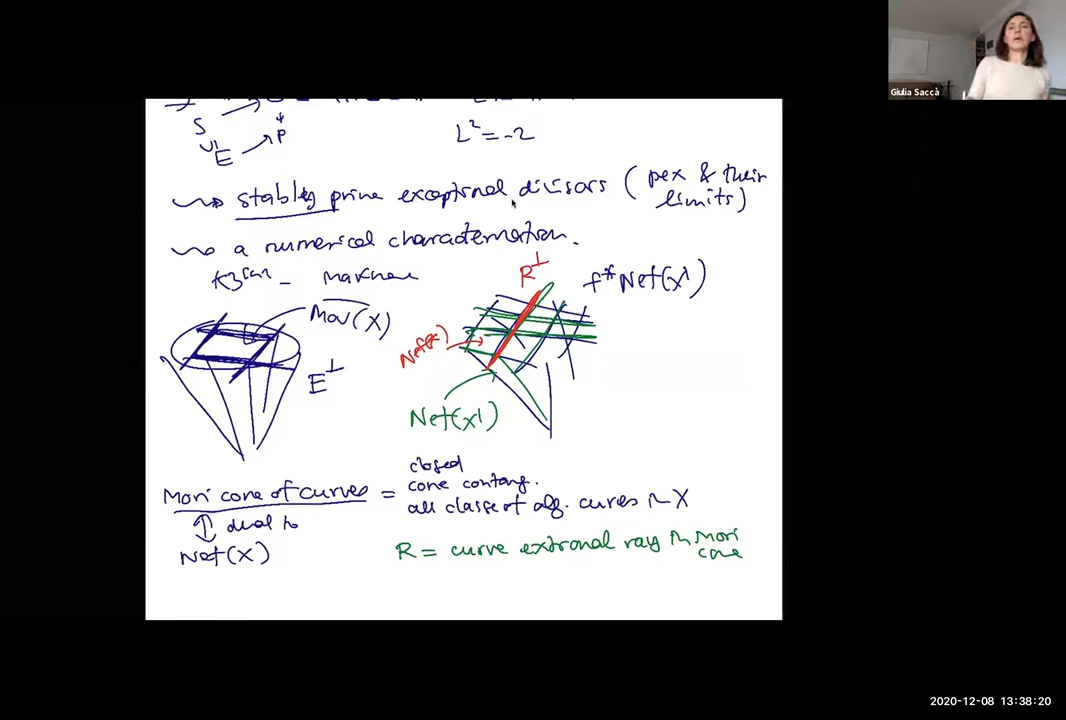 Giulia Saccà
S
E
P
L² = -2
stably prime exceptional divisors (pex & their limits)
a numerical characterization.
K3[n] - Markman
Mov(X)
E⊥
R⊥
f* Nef(X')
Nef(X)
Nef(X')
Mori cone of curves = closed cone containg. all classes of alg. curves in X
dual to
Nef(X)
R = curve extremal ray in Mori cone
2020-12-08 13:38:20